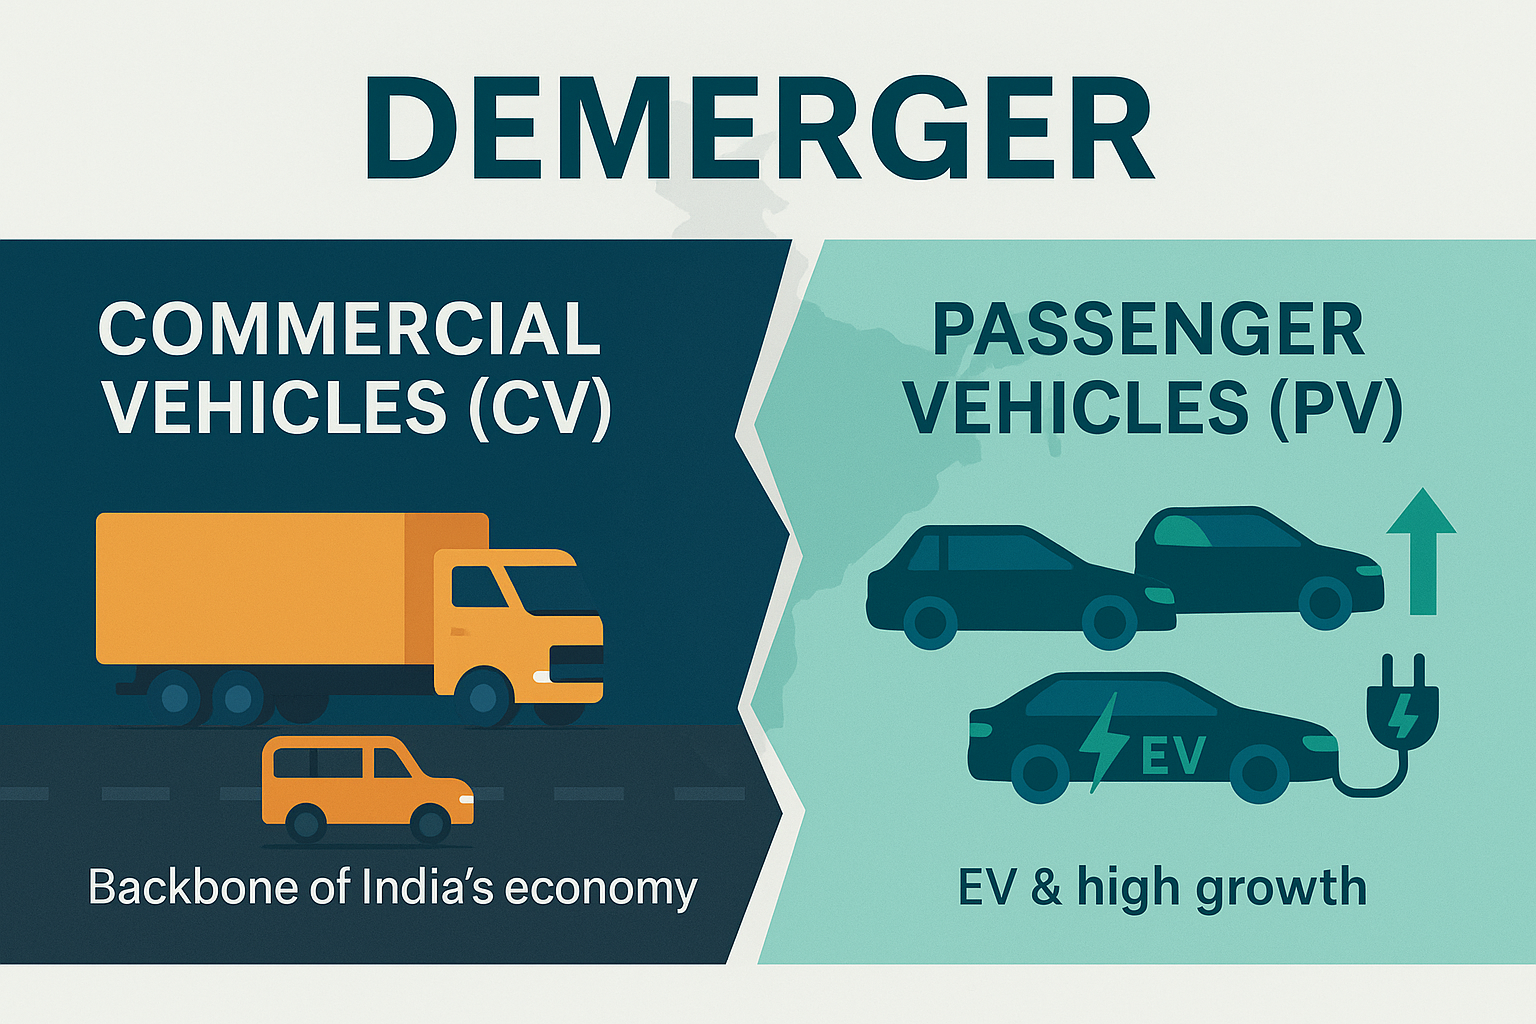 DEMERGER
COMMERCIAL
VEHICLES (CV)
Backbone of India's economy
PASSENGER
VEHICLES (PV)
EV
EV & high growth